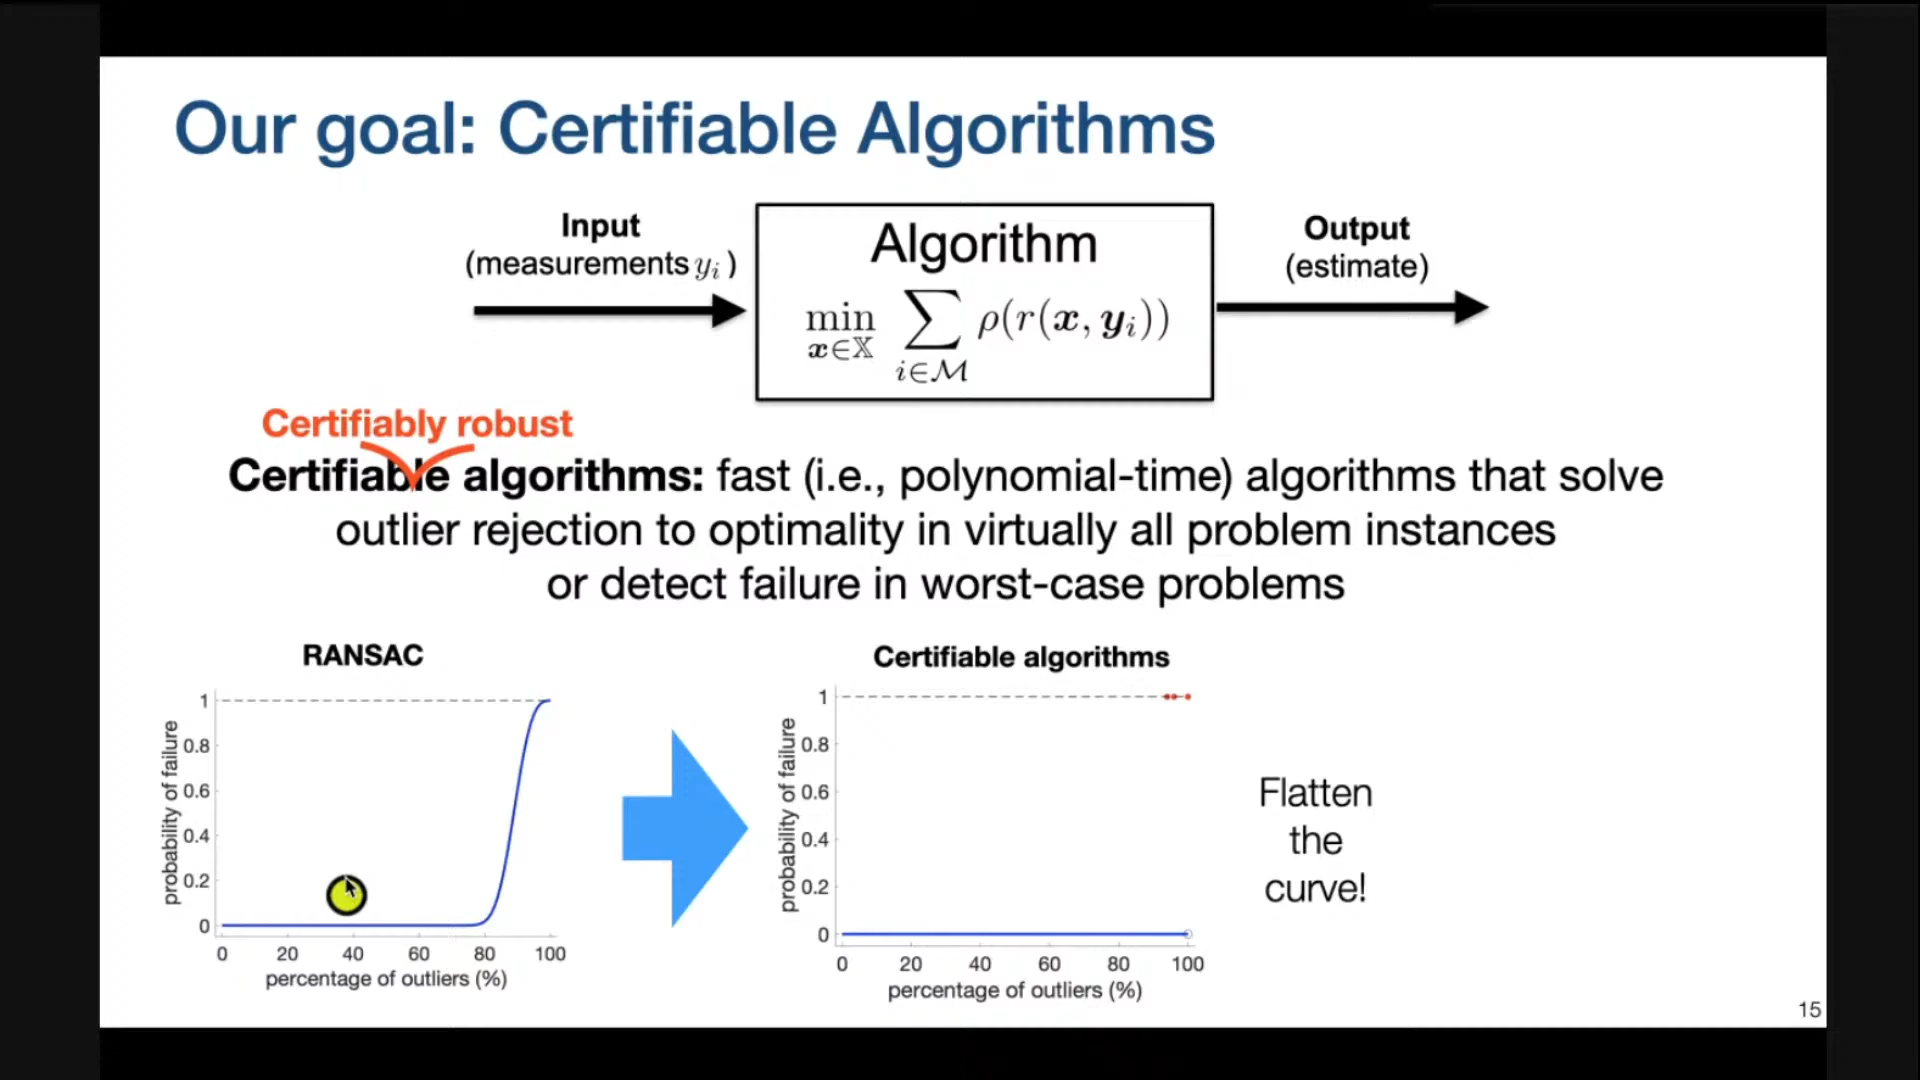 Our goal: Certifiable Algorithms
Input
(measurements y_i)
Algorithm
min_{x∈𝕏} ∑_{i∈ℳ} ρ(r(x, y_i))
Output
(estimate)
Certifiably robust
Certifiable algorithms: fast (i.e., polynomial-time) algorithms that solve
outlier rejection to optimality in virtually all problem instances
or detect failure in worst-case problems
RANSAC
probability of failure
1
0.8
0.6
0.4
0.2
0
0 20 40 60 80 100
percentage of outliers (%)
Certifiable algorithms
probability of failure
1
0.8
0.6
0.4
0.2
0
0 20 40 60 80 100
percentage of outliers (%)
Flatten
the
curve!
15